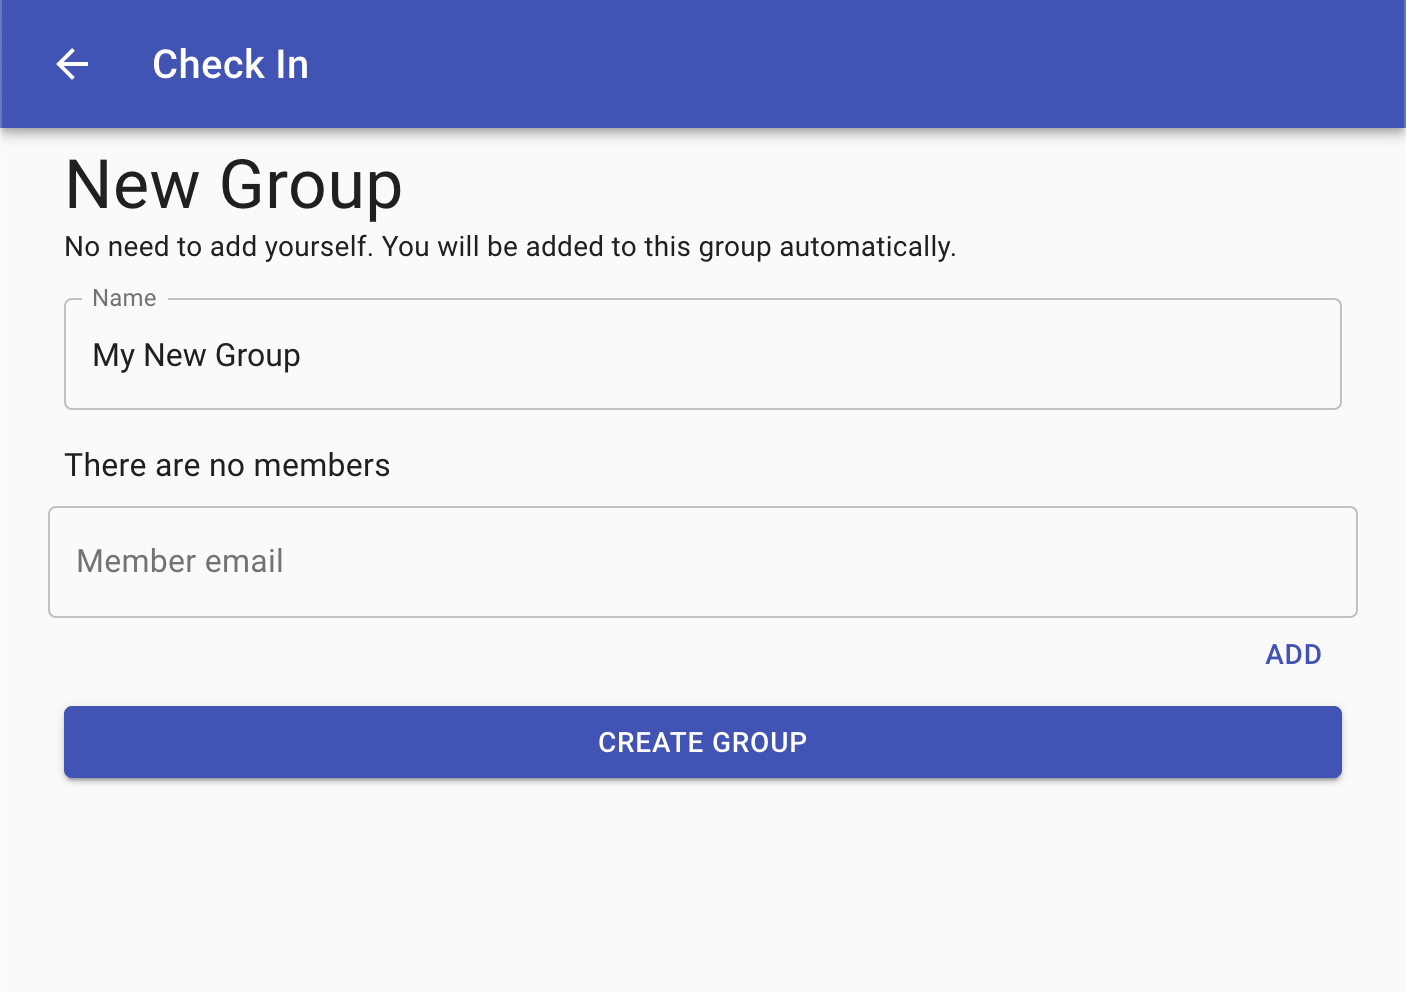 Check In
New Group
No need to add yourself. You will be added to this group automatically.
Name
My New Group
There are no members
Member email
ADD
CREATE GROUP